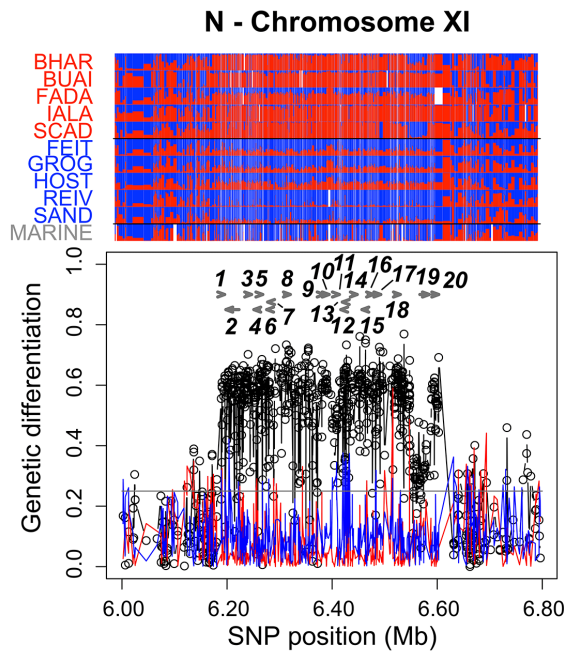 N - Chromosome XI
BHAR
BUAI
FADA
IALA
SCAD
FEIT
GROG
HOST
REIV
SAND
MARINE
Genetic differentiation
1.0
0.8
0.6
0.4
0.2
0.0
1 3 5 8 9 10 11 14 16 17 19 20
2 4 6 7 13 12 15 18
6.00 6.20 6.40 6.60 6.80
SNP position (Mb)